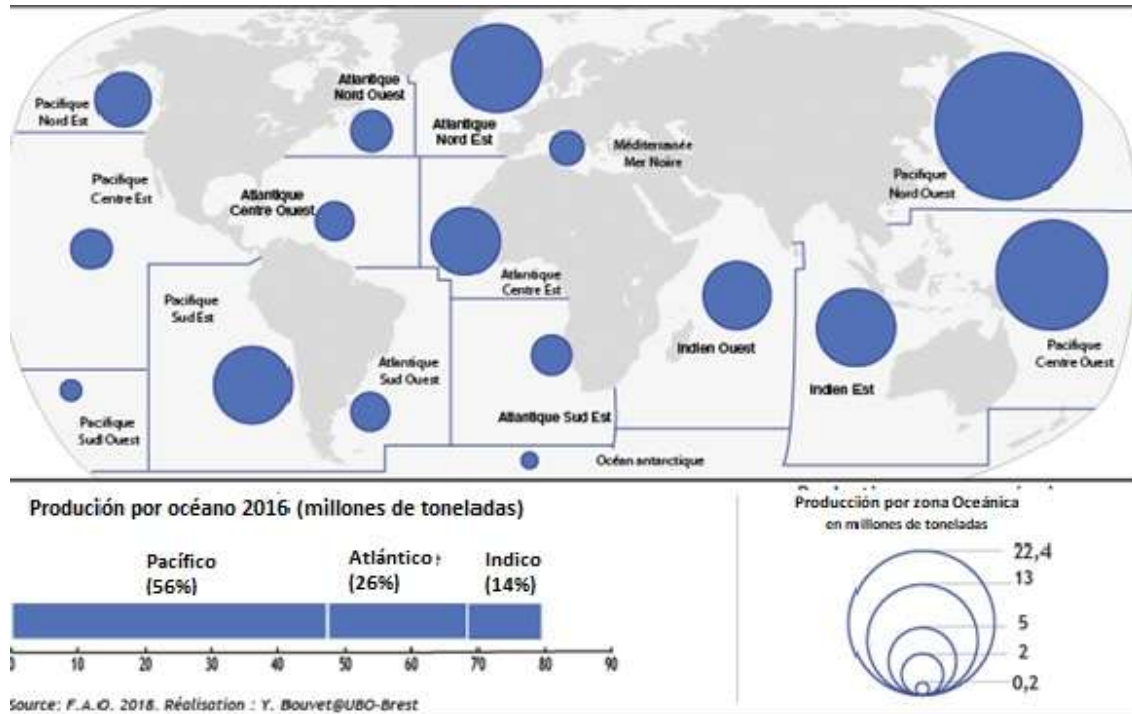 Pacifique
Nord Est
Atlantique
Nord Ouest
Atlantique
Nord Est
Méditerranée
Mer Noire
Pacifique
Nord Ouest
Pacifique
Centre Est
Atlantique
Centre Ouest
Atlantique
Centre Est
Pacifique
Sud Est
Atlantique
Sud Ouest
Indien Ouest
Indien Est
Pacifique
Centre Ouest
Pacifique
Sud Ouest
Atlantique Sud Est
Océan antarctique
Produción por océano 2016 (millones de toneladas)
Pacífico
(56%)
Atlántico
(26%)
Indico
(14%)
0 10 20 30 40 50 60 70 80 90
Source: F.A.O. 2018. Réalisation : Y. Bouvet@UBO-Brest
Producción por zona Oceánica
en millones de toneladas
22,4
13
5
2
0,2